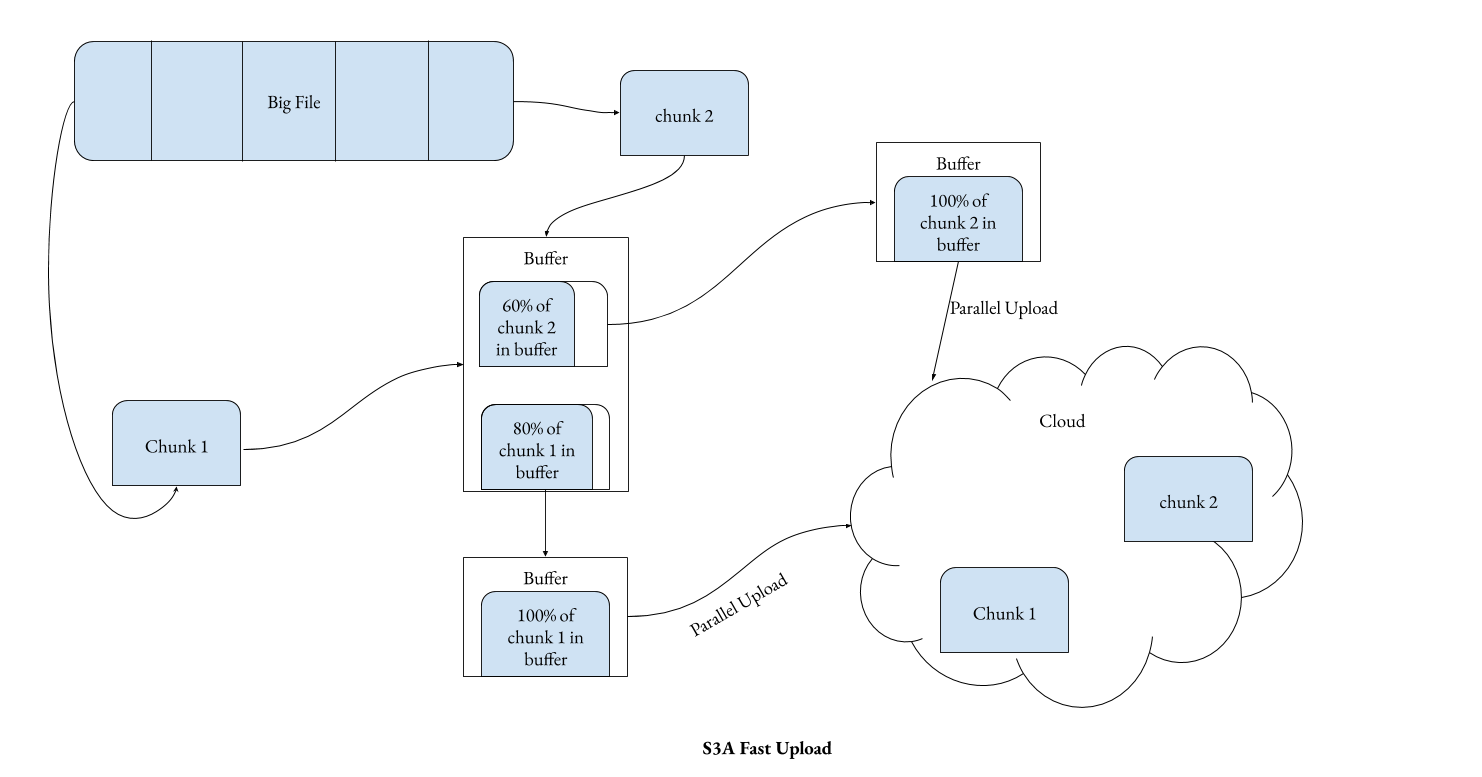 Big File
chunk 2
Buffer
100% of
chunk 2 in
buffer
Buffer
60% of
chunk 2
in buffer
Parallel Upload
80% of
chunk 1 in
buffer
Chunk 1
Cloud
chunk 2
Buffer
100% of
chunk 1 in
buffer
Parallel Upload
Chunk 1
S3A Fast Upload